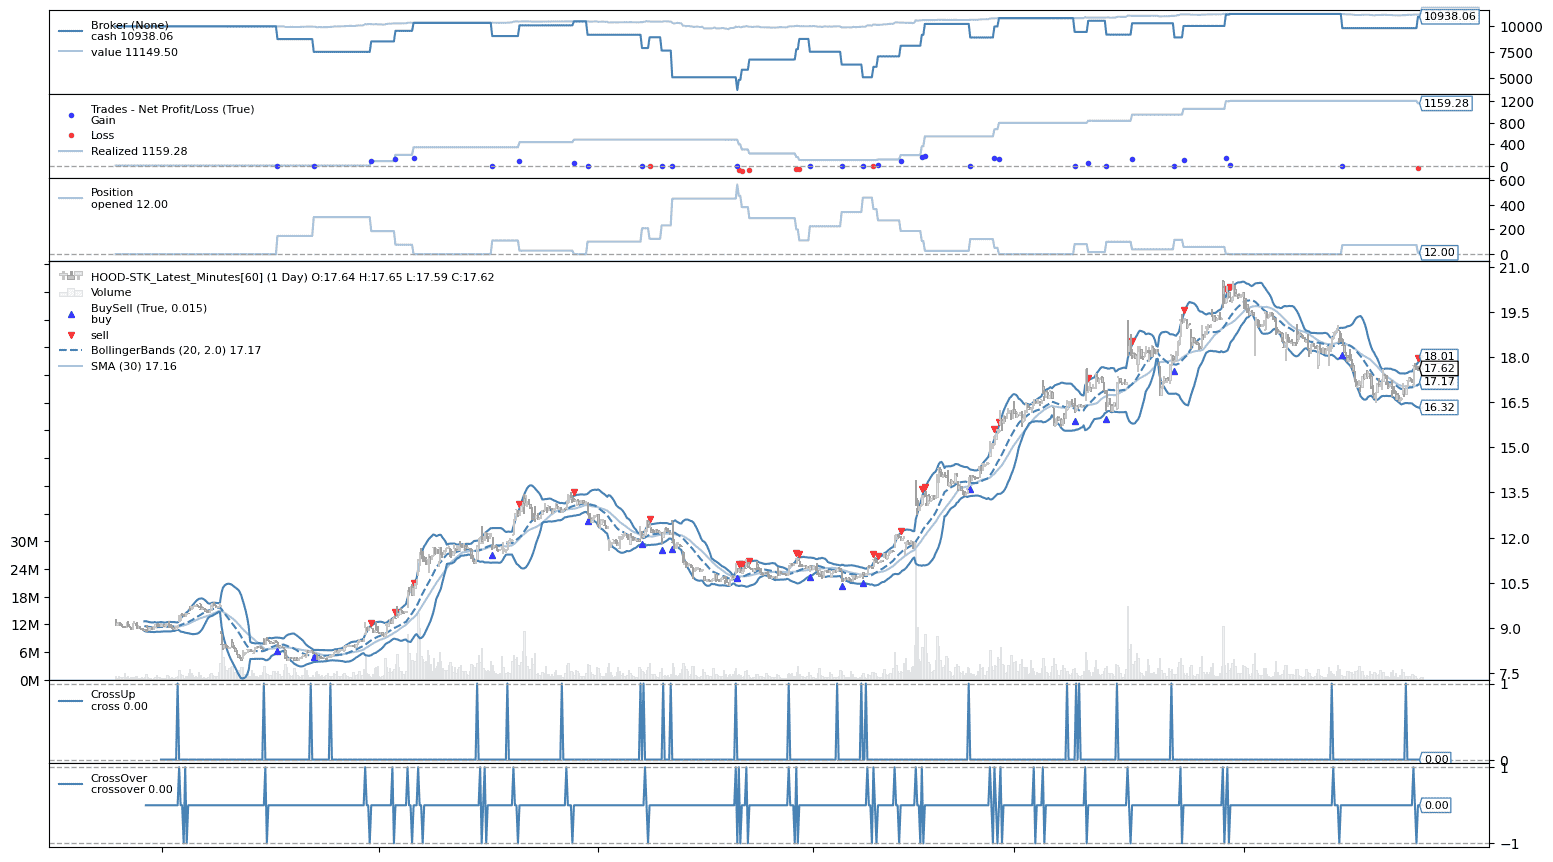 Broker (None)
cash 10938.06
value 11149.50
10938.06
10000
7500
5000
Trades - Net Profit/Loss (True)
Gain
Loss
Realized 1159.28
1159.28
1200
800
400
0
Position
opened 12.00
600
400
200
0
12.00
HOOD-STK_Latest_Minutes[60] (1 Day) O:17.64 H:17.65 L:17.59 C:17.62
Volume
BuySell (True, 0.015)
buy
sell
BollingerBands (20, 2.0) 17.17
SMA (30) 17.16
21.0
19.5
18.0
16.5
15.0
13.5
12.0
10.5
9.0
7.5
18.01
17.62
17.17
16.32
30M
24M
18M
12M
6M
0M
CrossUp
cross 0.00
1
0
0.00
CrossOver
crossover 0.00
1
0.00
−1